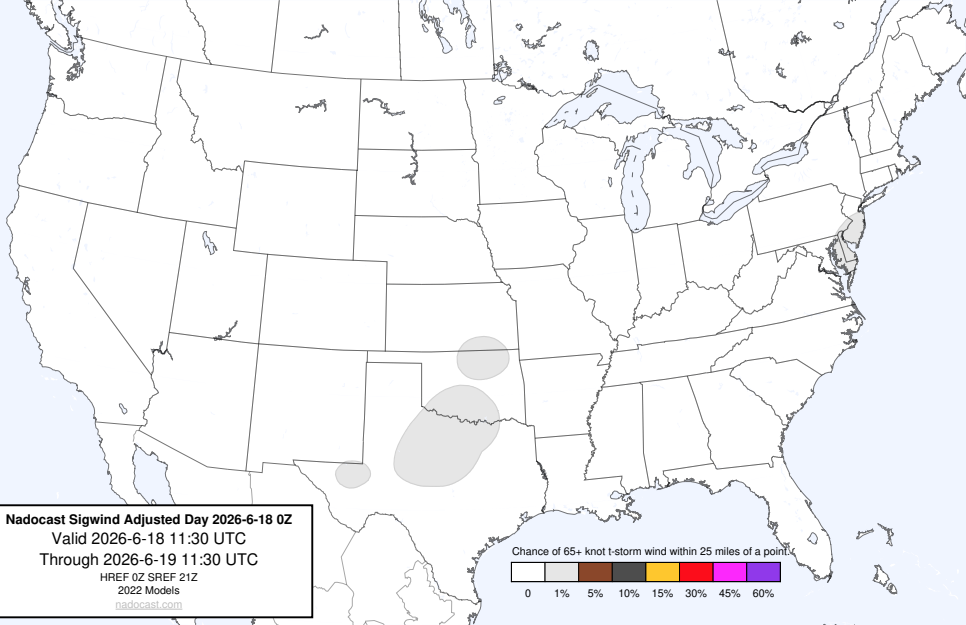 Nadocast Sigwind Adjusted Day 2026-6-18 0Z
Valid 2026-6-18 11:30 UTC
Through 2026-6-19 11:30 UTC
HREF 0Z SREF 21Z
2022 Models
nadocast.com
Chance of 65+ knot t-storm wind within 25 miles of a point.
0 1% 5% 10% 15% 30% 45% 60%